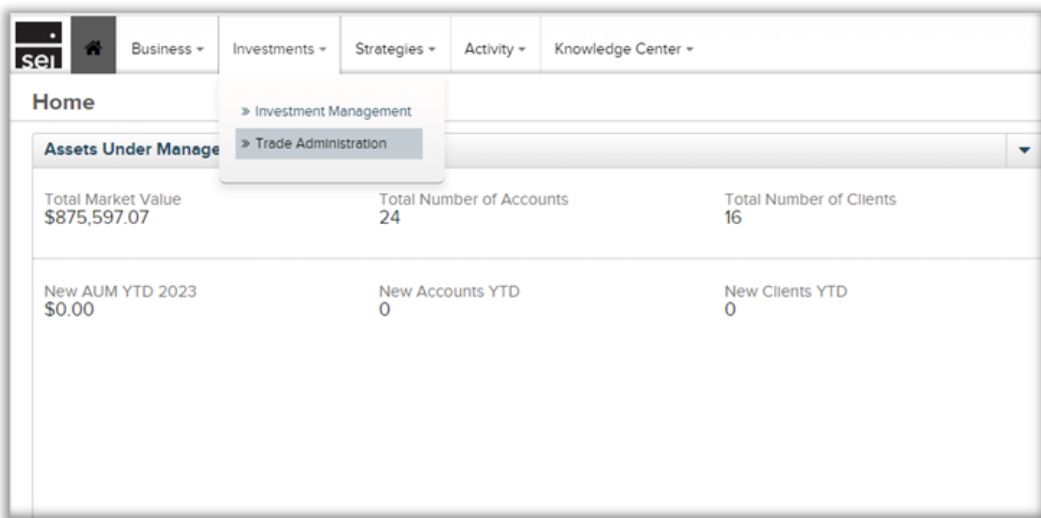 sei
Business Investments Strategies Activity Knowledge Center
» Investment Management
Home
» Trade Administration
Assets Under Manage
Total Market Value Total Number of Accounts Total Number of Clients
$875,597.07 24 16
New AUM YTD 2023 New Accounts YTD New Clients YTD
$0.00 0 0